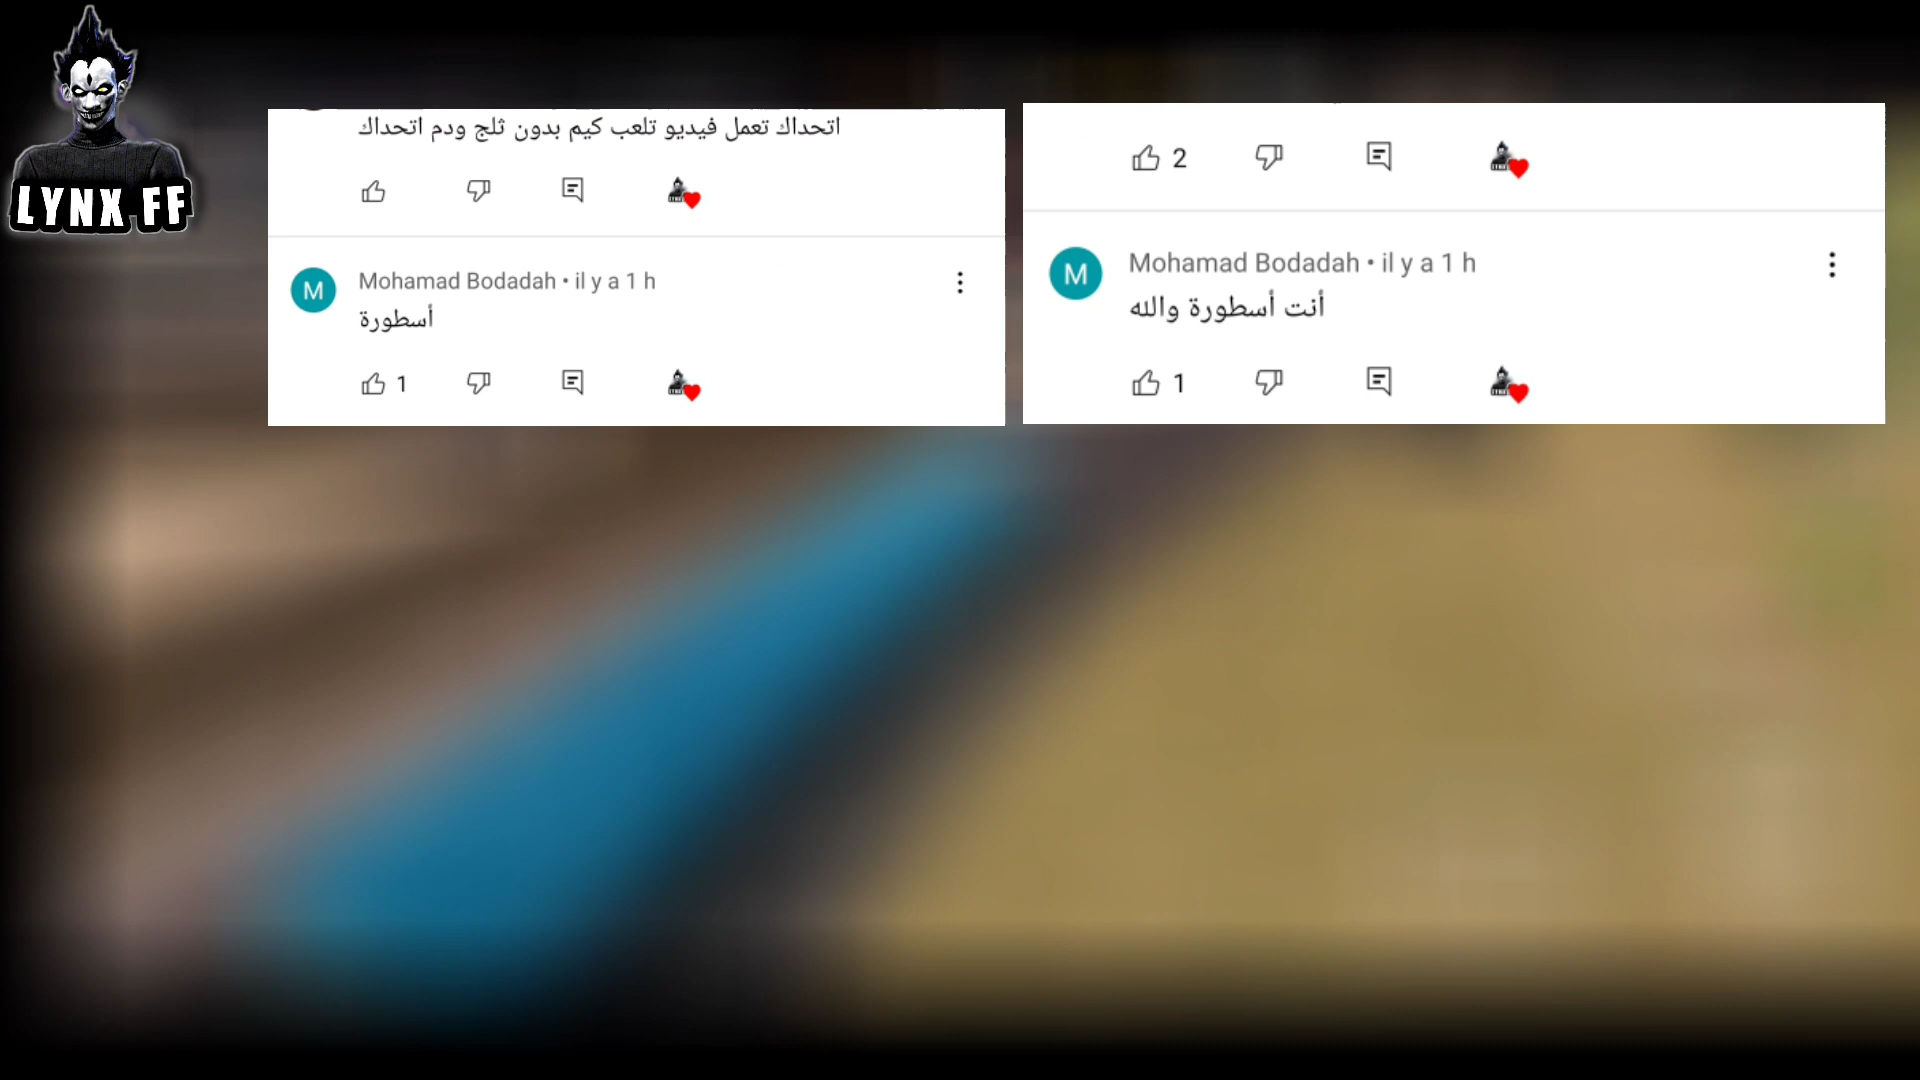 LYNX FF
اتحداك تعمل فيديو تلعب كيم بدون ثلج ودم اتحداك
M
Mohamad Bodadah • il y a 1 h
أسطورة
1
2
M
Mohamad Bodadah • il y a 1 h
أنت أسطورة والله
1